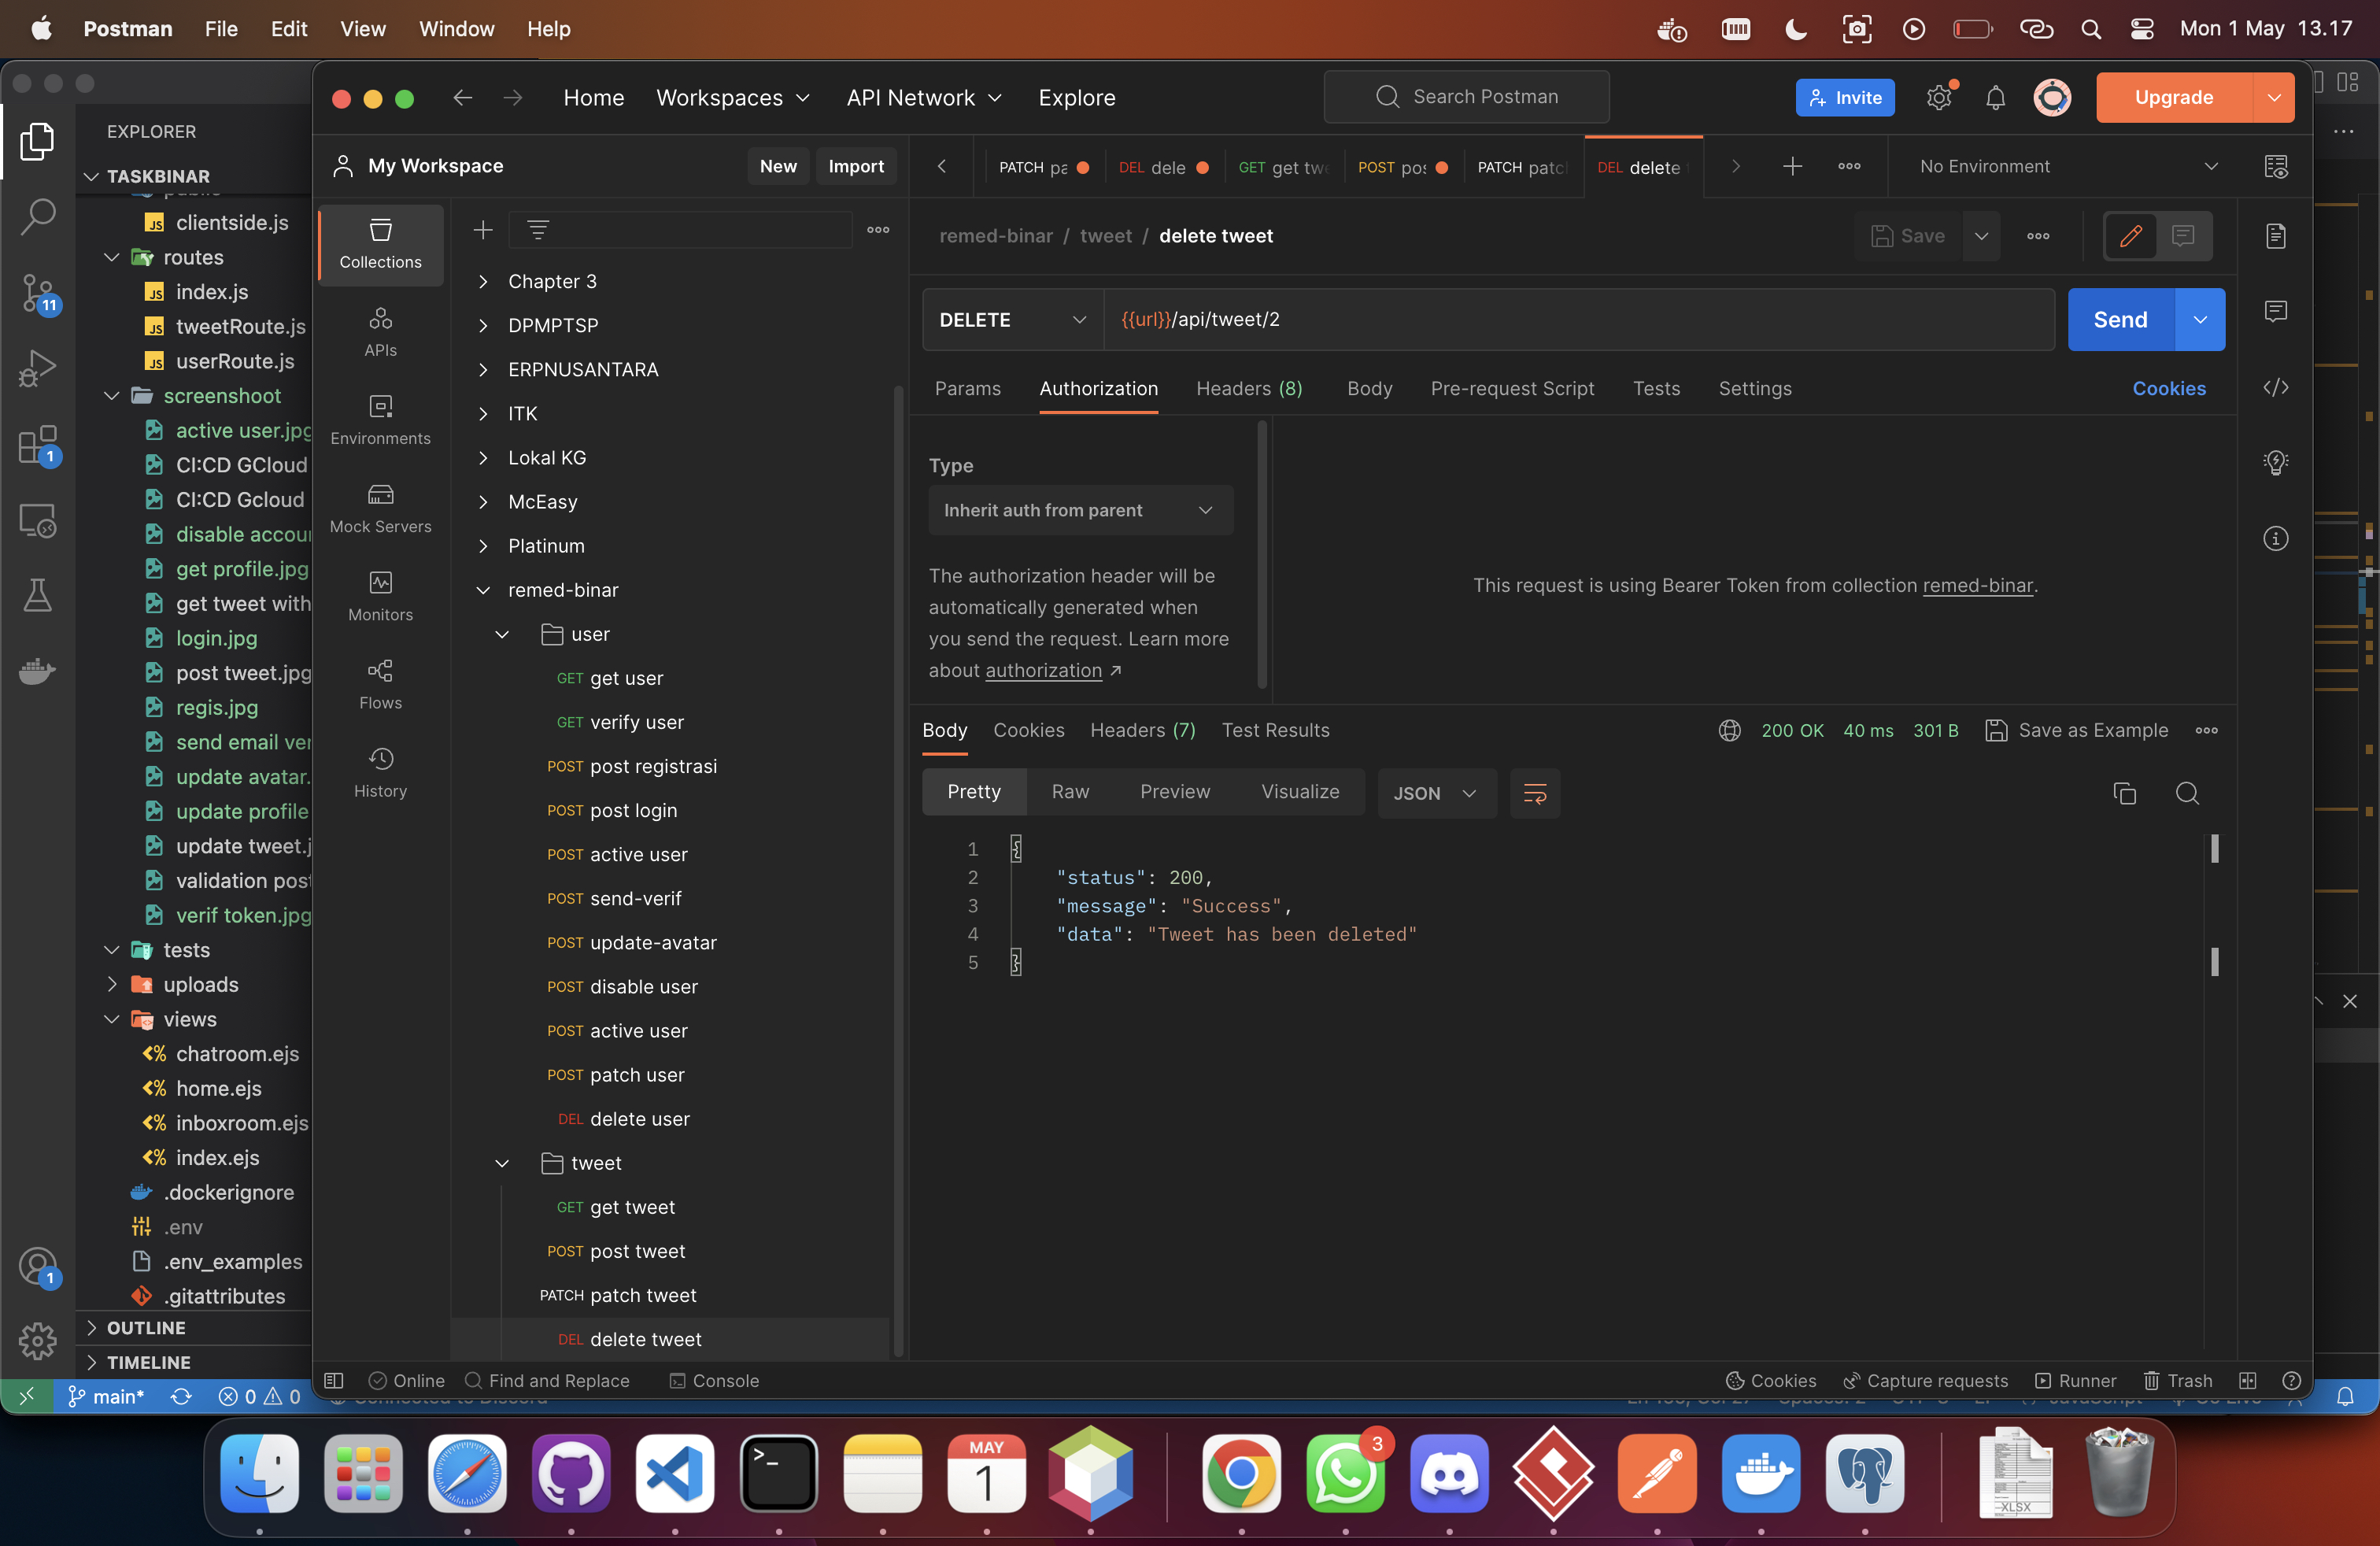 Postman File Edit View Window Help
Mon 1 May 13.17
Home Workspaces API Network Explore
Search Postman
Invite
Upgrade
EXPLORER
TASKBINAR
public
clientside.js
routes
index.js
tweetRoute.js
userRoute.js
screenshoot
active user.jpg
CI:CD GCloud
CI:CD Gcloud
disable accou
get profile.jpg
get tweet with
login.jpg
post tweet.jpg
regis.jpg
send email ver
update avatar.
update profile
update tweet.j
validation post
verif token.jpg
tests
uploads
views
chatroom.ejs
home.ejs
inboxroom.ejs
index.ejs
.dockerignore
.env
.env_examples
.gitattributes
OUTLINE
TIMELINE
11
1
1
main*
0 0
Connected to Discord
My Workspace
New Import
Collections
APIs
Environments
Mock Servers
Monitors
Flows
History
Chapter 3
DPMPTSP
ERPNUSANTARA
ITK
Lokal KG
McEasy
Platinum
remed-binar
user
GET get user
GET verify user
POST post registrasi
POST post login
POST active user
POST send-verif
POST update-avatar
POST disable user
POST active user
POST patch user
DEL delete user
tweet
GET get tweet
POST post tweet
PATCH patch tweet
DEL delete tweet
PATCH pa DEL dele GET get twe POST pos PATCH patc DEL delete
No Environment
remed-binar / tweet / delete tweet
Save
DELETE
{{url}}/api/tweet/2
Send
Params Authorization Headers (8) Body Pre-request Script Tests Settings
Cookies
Type
Inherit auth from parent
The authorization header will be
automatically generated when
you send the request. Learn more
about authorization ↗
This request is using Bearer Token from collection remed-binar.
Body Cookies Headers (7) Test Results
200 OK 40 ms 301 B Save as Example
Pretty Raw Preview Visualize JSON
1 {
2 "status": 200,
3 "message": "Success",
4 "data": "Tweet has been deleted"
5 }
Online Find and Replace Console
Cookies Capture requests Runner Trash
MAY
1
3
XLSX